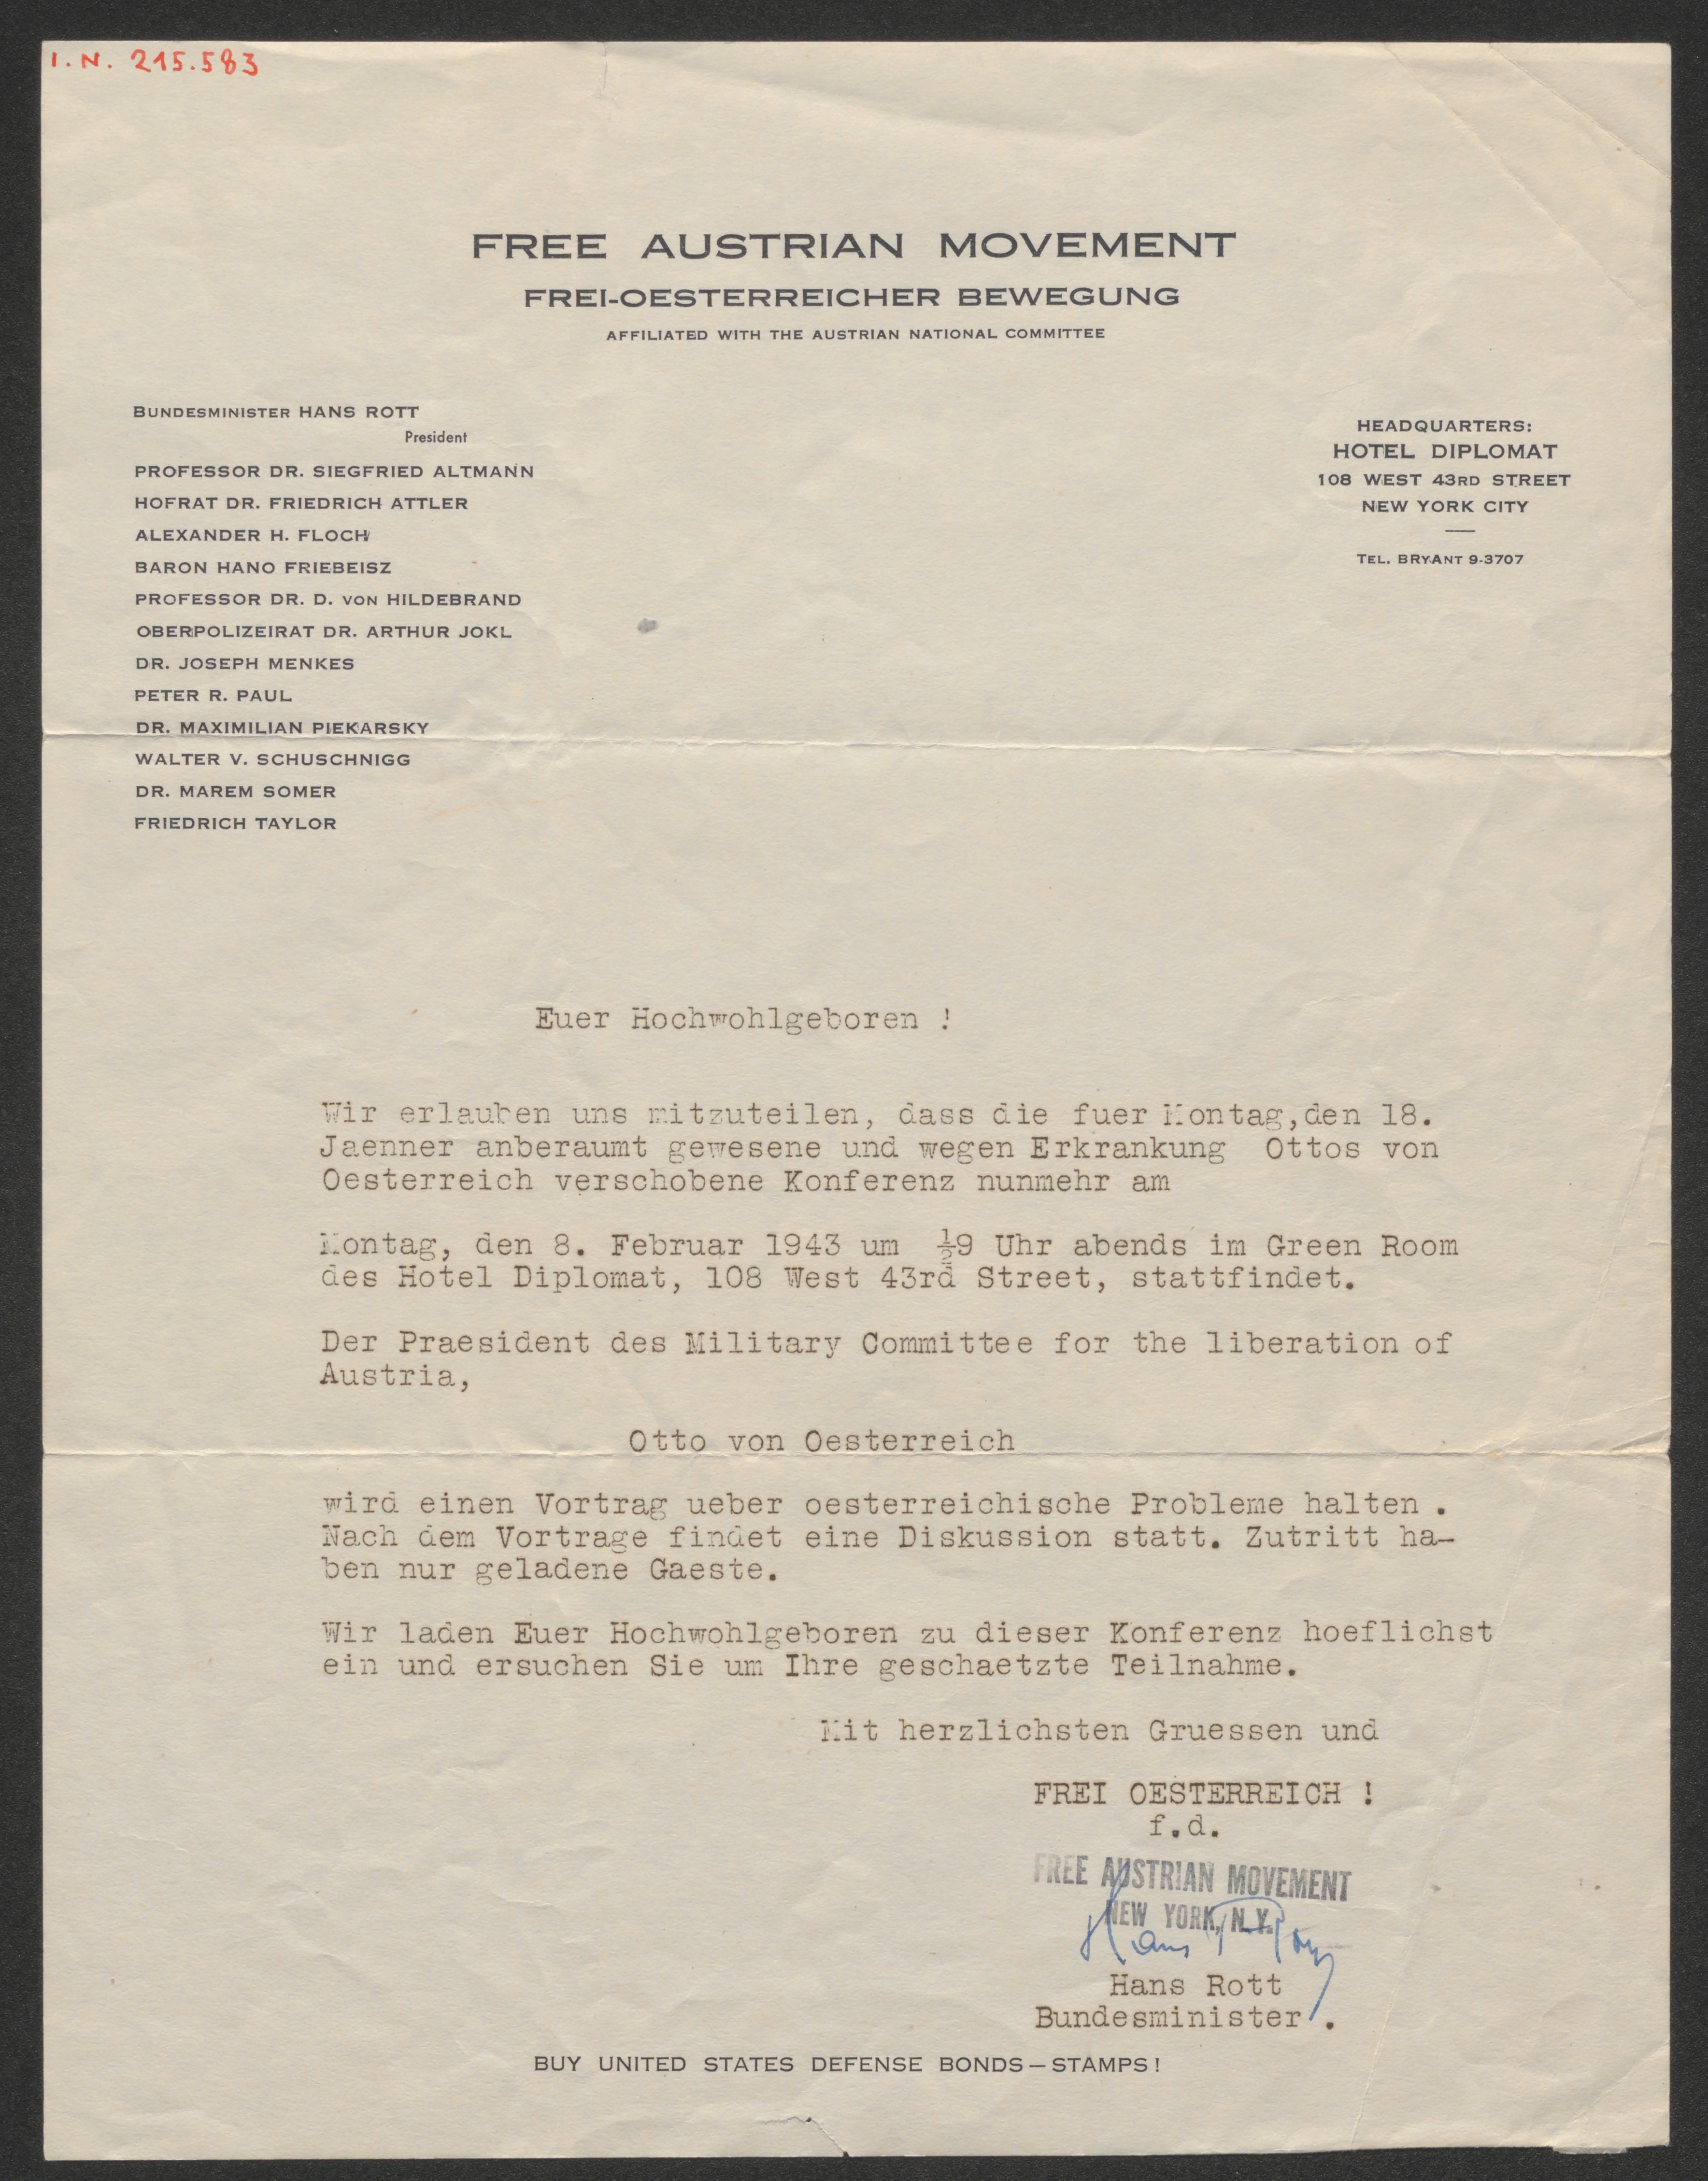 I. N. 215.583
FREE AUSTRIAN MOVEMENT
FREI-OESTERREICHER BEWEGUNG
AFFILIATED WITH THE AUSTRIAN NATIONAL COMMITTEE
BUNDESMINISTER HANS ROTT
President
PROFESSOR DR. SIEGFRIED ALTMANN
HOFRAT DR. FRIEDRICH ATTLER
ALEXANDER H. FLOCH
BARON HANO FRIEBEISZ
PROFESSOR DR. D. VON HILDEBRAND
OBERPOLIZEIRAT DR. ARTHUR JOKL
DR. JOSEPH MENKES
PETER R. PAUL
DR. MAXIMILIAN PIEKARSKY
WALTER V. SCHUSCHNIGG
DR. MAREM SOMER
FRIEDRICH TAYLOR
HEADQUARTERS:
HOTEL DIPLOMAT
108 WEST 43RD STREET
NEW YORK CITY
TEL. BRYANT 9-3707
Euer Hochwohlgeboren !
Wir erlauben uns mitzuteilen, dass die fuer Montag,den 18.
Jaenner anberaumt gewesene und wegen Erkrankung Ottos von
Oesterreich verschobene Konferenz nunmehr am
Montag, den 8. Februar 1943 um ½9 Uhr abends im Green Room
des Hotel Diplomat, 108 West 43rd Street, stattfindet.
Der Praesident des Military Committee for the liberation of
Austria,
Otto von Oesterreich
wird einen Vortrag ueber oesterreichische Probleme halten .
Nach dem Vortrage findet eine Diskussion statt. Zutritt ha-
ben nur geladene Gaeste.
Wir laden Euer Hochwohlgeboren zu dieser Konferenz hoeflichst
ein und ersuchen Sie um Ihre geschaetzte Teilnahme.
Mit herzlichsten Gruessen und
FREI OESTERREICH !
f.d.
FREE AUSTRIAN MOVEMENT
NEW YORK, N.Y.
Hans Rott
Hans Rott
Bundesminister .
BUY UNITED STATES DEFENSE BONDS — STAMPS !